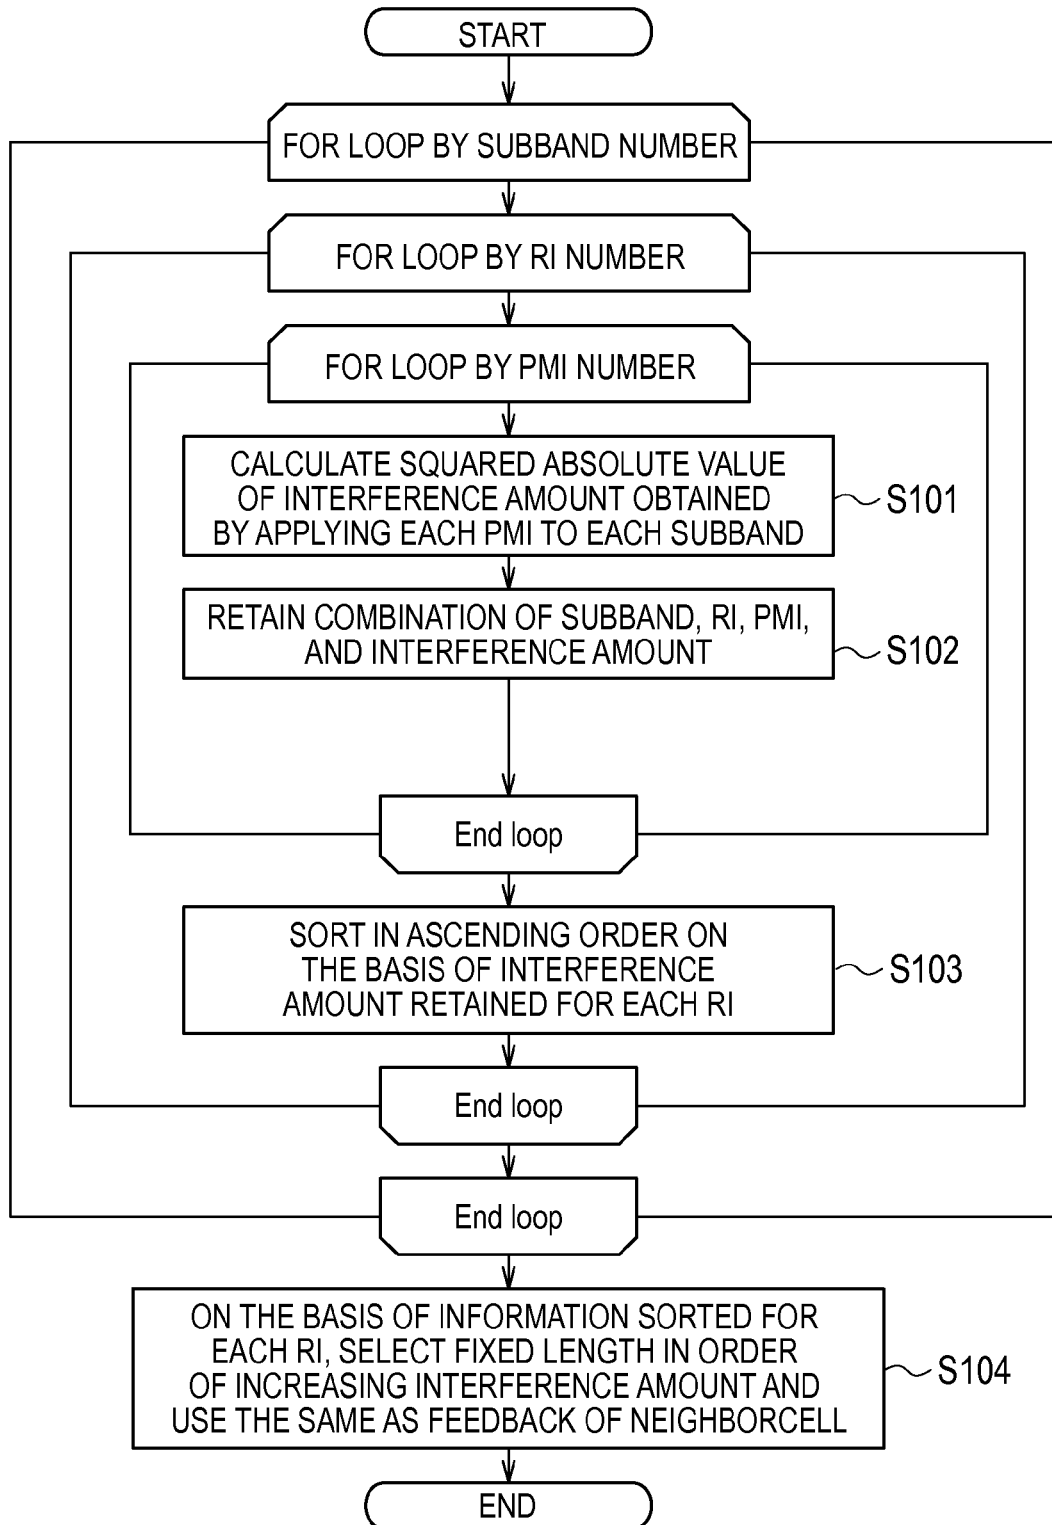 START
FOR LOOP BY SUBBAND NUMBER
FOR LOOP BY RI NUMBER
FOR LOOP BY PMI NUMBER
CALCULATE SQUARED ABSOLUTE VALUE
OF INTERFERENCE AMOUNT OBTAINED
BY APPLYING EACH PMI TO EACH SUBBAND
S101
RETAIN COMBINATION OF SUBBAND, RI, PMI,
AND INTERFERENCE AMOUNT
S102
End loop
SORT IN ASCENDING ORDER ON
THE BASIS OF INTERFERENCE
AMOUNT RETAINED FOR EACH RI
S103
End loop
End loop
ON THE BASIS OF INFORMATION SORTED FOR
EACH RI, SELECT FIXED LENGTH IN ORDER
OF INCREASING INTERFERENCE AMOUNT AND
USE THE SAME AS FEEDBACK OF NEIGHBORCELL
S104
END